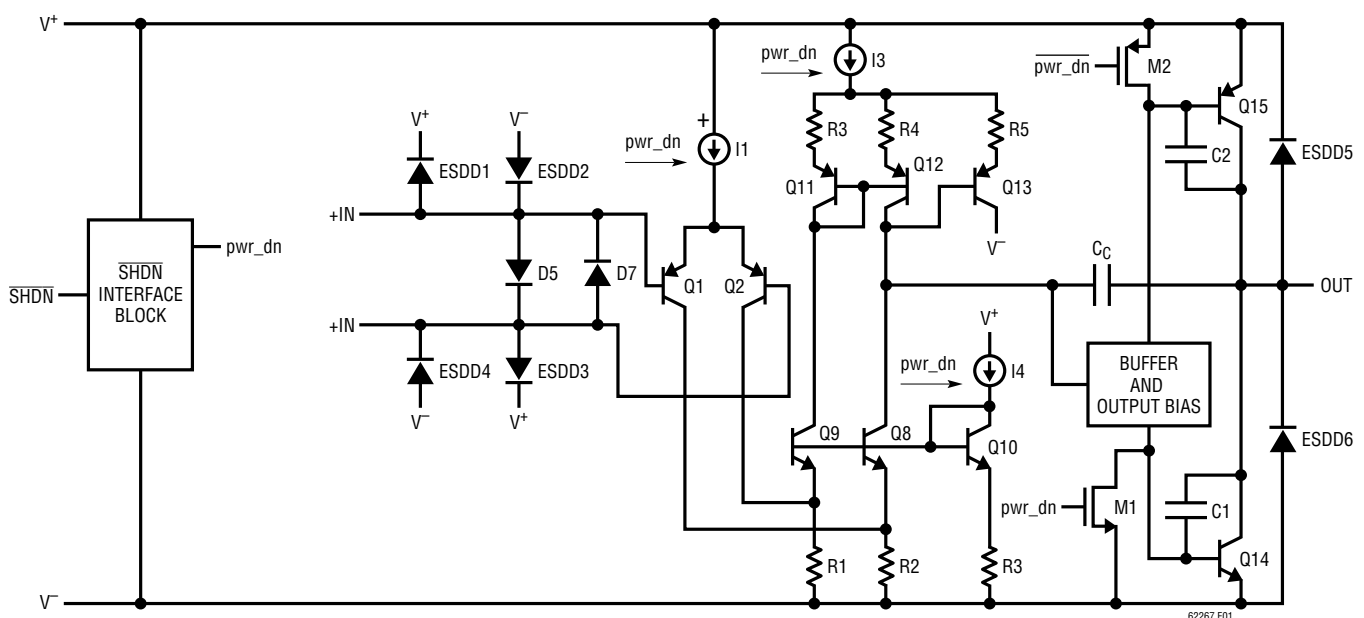 V+
pwr_dn
I3
pwr_dn
M2
Q15
R3
R4
R5
V+
V–
+
pwr_dn
I1
C2
ESDD5
ESDD1
ESDD2
Q11
Q12
Q13
+IN
V–
pwr_dn
CC
SHDN
SHDN
INTERFACE
BLOCK
D5
D7
Q1
Q2
OUT
+IN
V+
pwr_dn
I4
BUFFER
AND
OUTPUT BIAS
ESDD4
ESDD3
V–
V+
Q9
Q8
Q10
ESDD6
pwr_dn
M1
C1
R1
R2
R3
Q14
V–
62267 F01